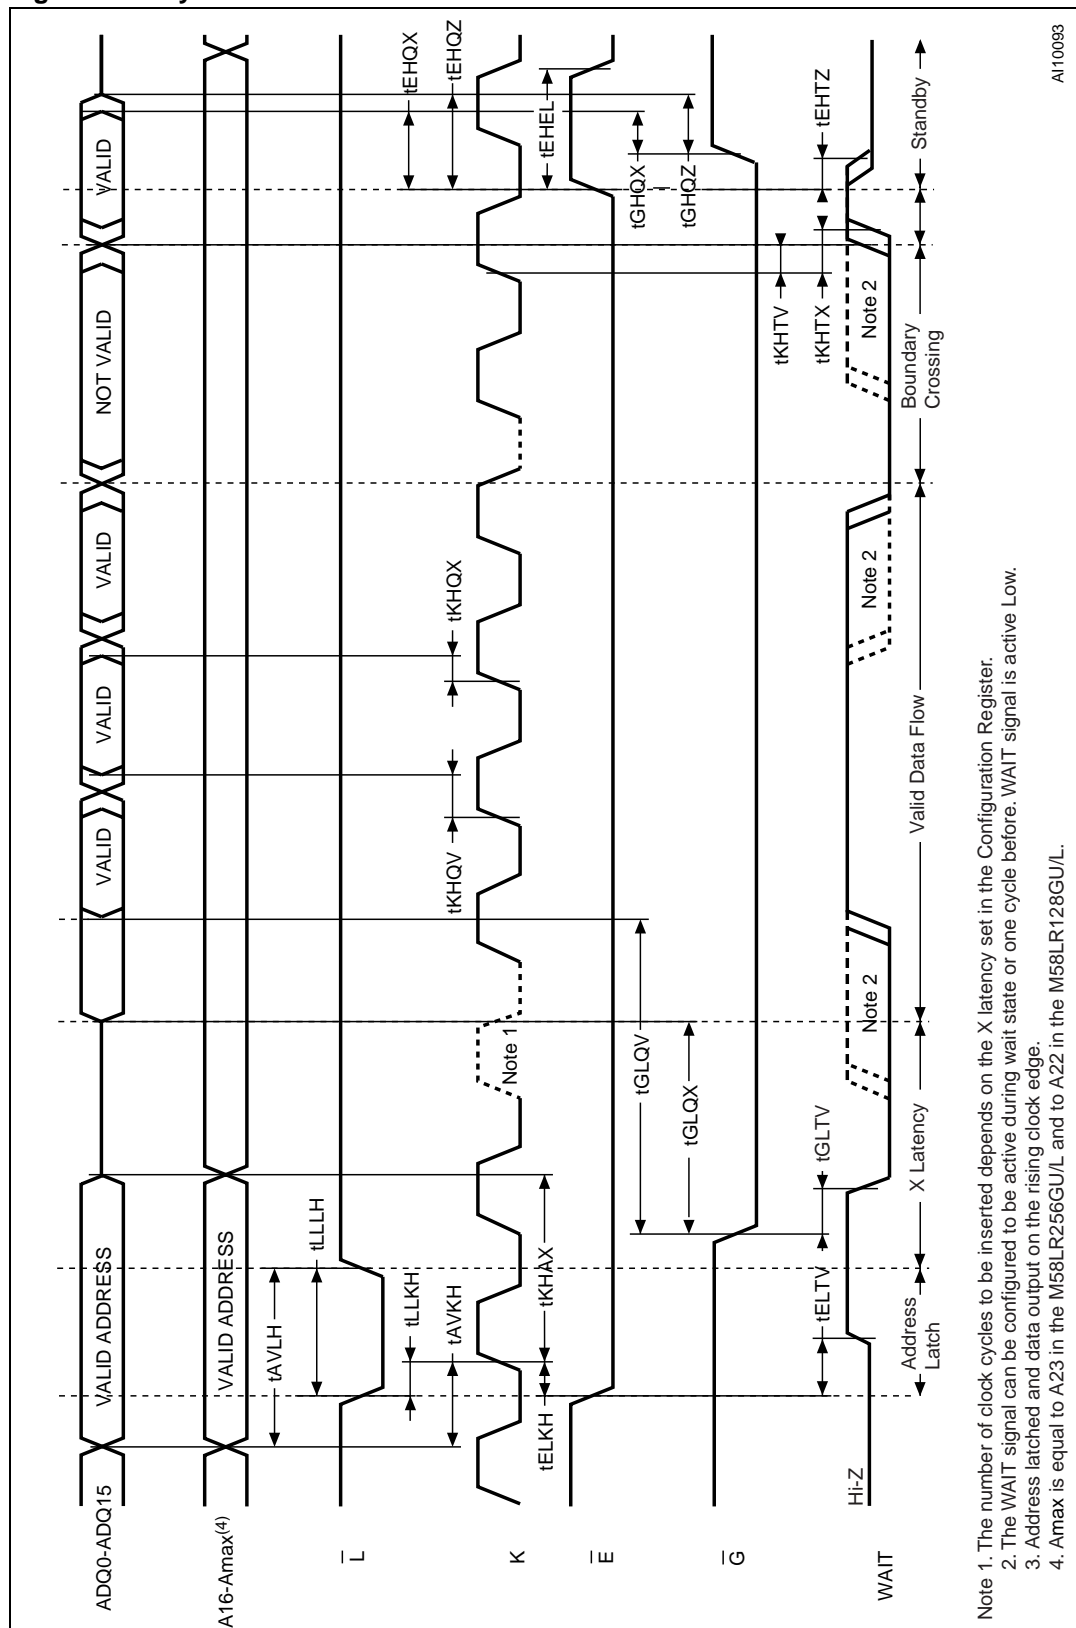 ADQ0-ADQ15
VALID ADDRESS
VALID
VALID
VALID
NOT VALID
VALID
A16-Amax(4)
VALID ADDRESS
tAVLH
tLLLH
L
tLLKH
tAVKH
tKHQV
tKHQX
tEHQX
tEHQZ
K
Note 1
tELKH
tKHAX
tEHEL
E
tGLQV
tGHQX
tGLQX
tGHQZ
G
tELTV
tGLTV
tKHTV
tKHTX
tEHTZ
Hi-Z
WAIT
Note 2
Note 2
Note 2
Address
Latch
X Latency
Valid Data Flow
Boundary
Crossing
Standby
Note 1. The number of clock cycles to be inserted depends on the X latency set in the Configuration Register.
2. The WAIT signal can be configured to be active during wait state or one cycle before. WAIT signal is active Low.
3. Address latched and data output on the rising clock edge.
4. Amax is equal to A23 in the M58LR256GU/L and to A22 in the M58LR128GU/L.
AI10093